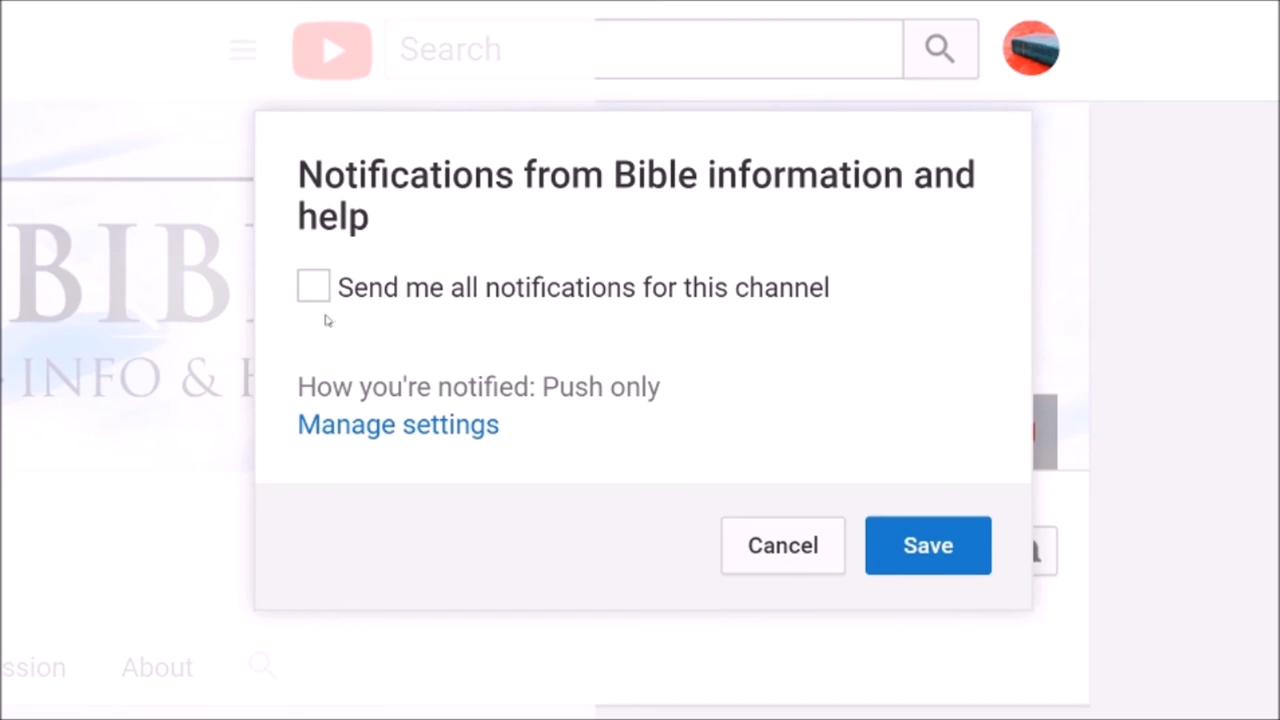 Search
Notifications from Bible information and
help
Send me all notifications for this channel
BIB
INFO &
How you're notified: Push only
Manage settings
Cancel
Save
ssion
About